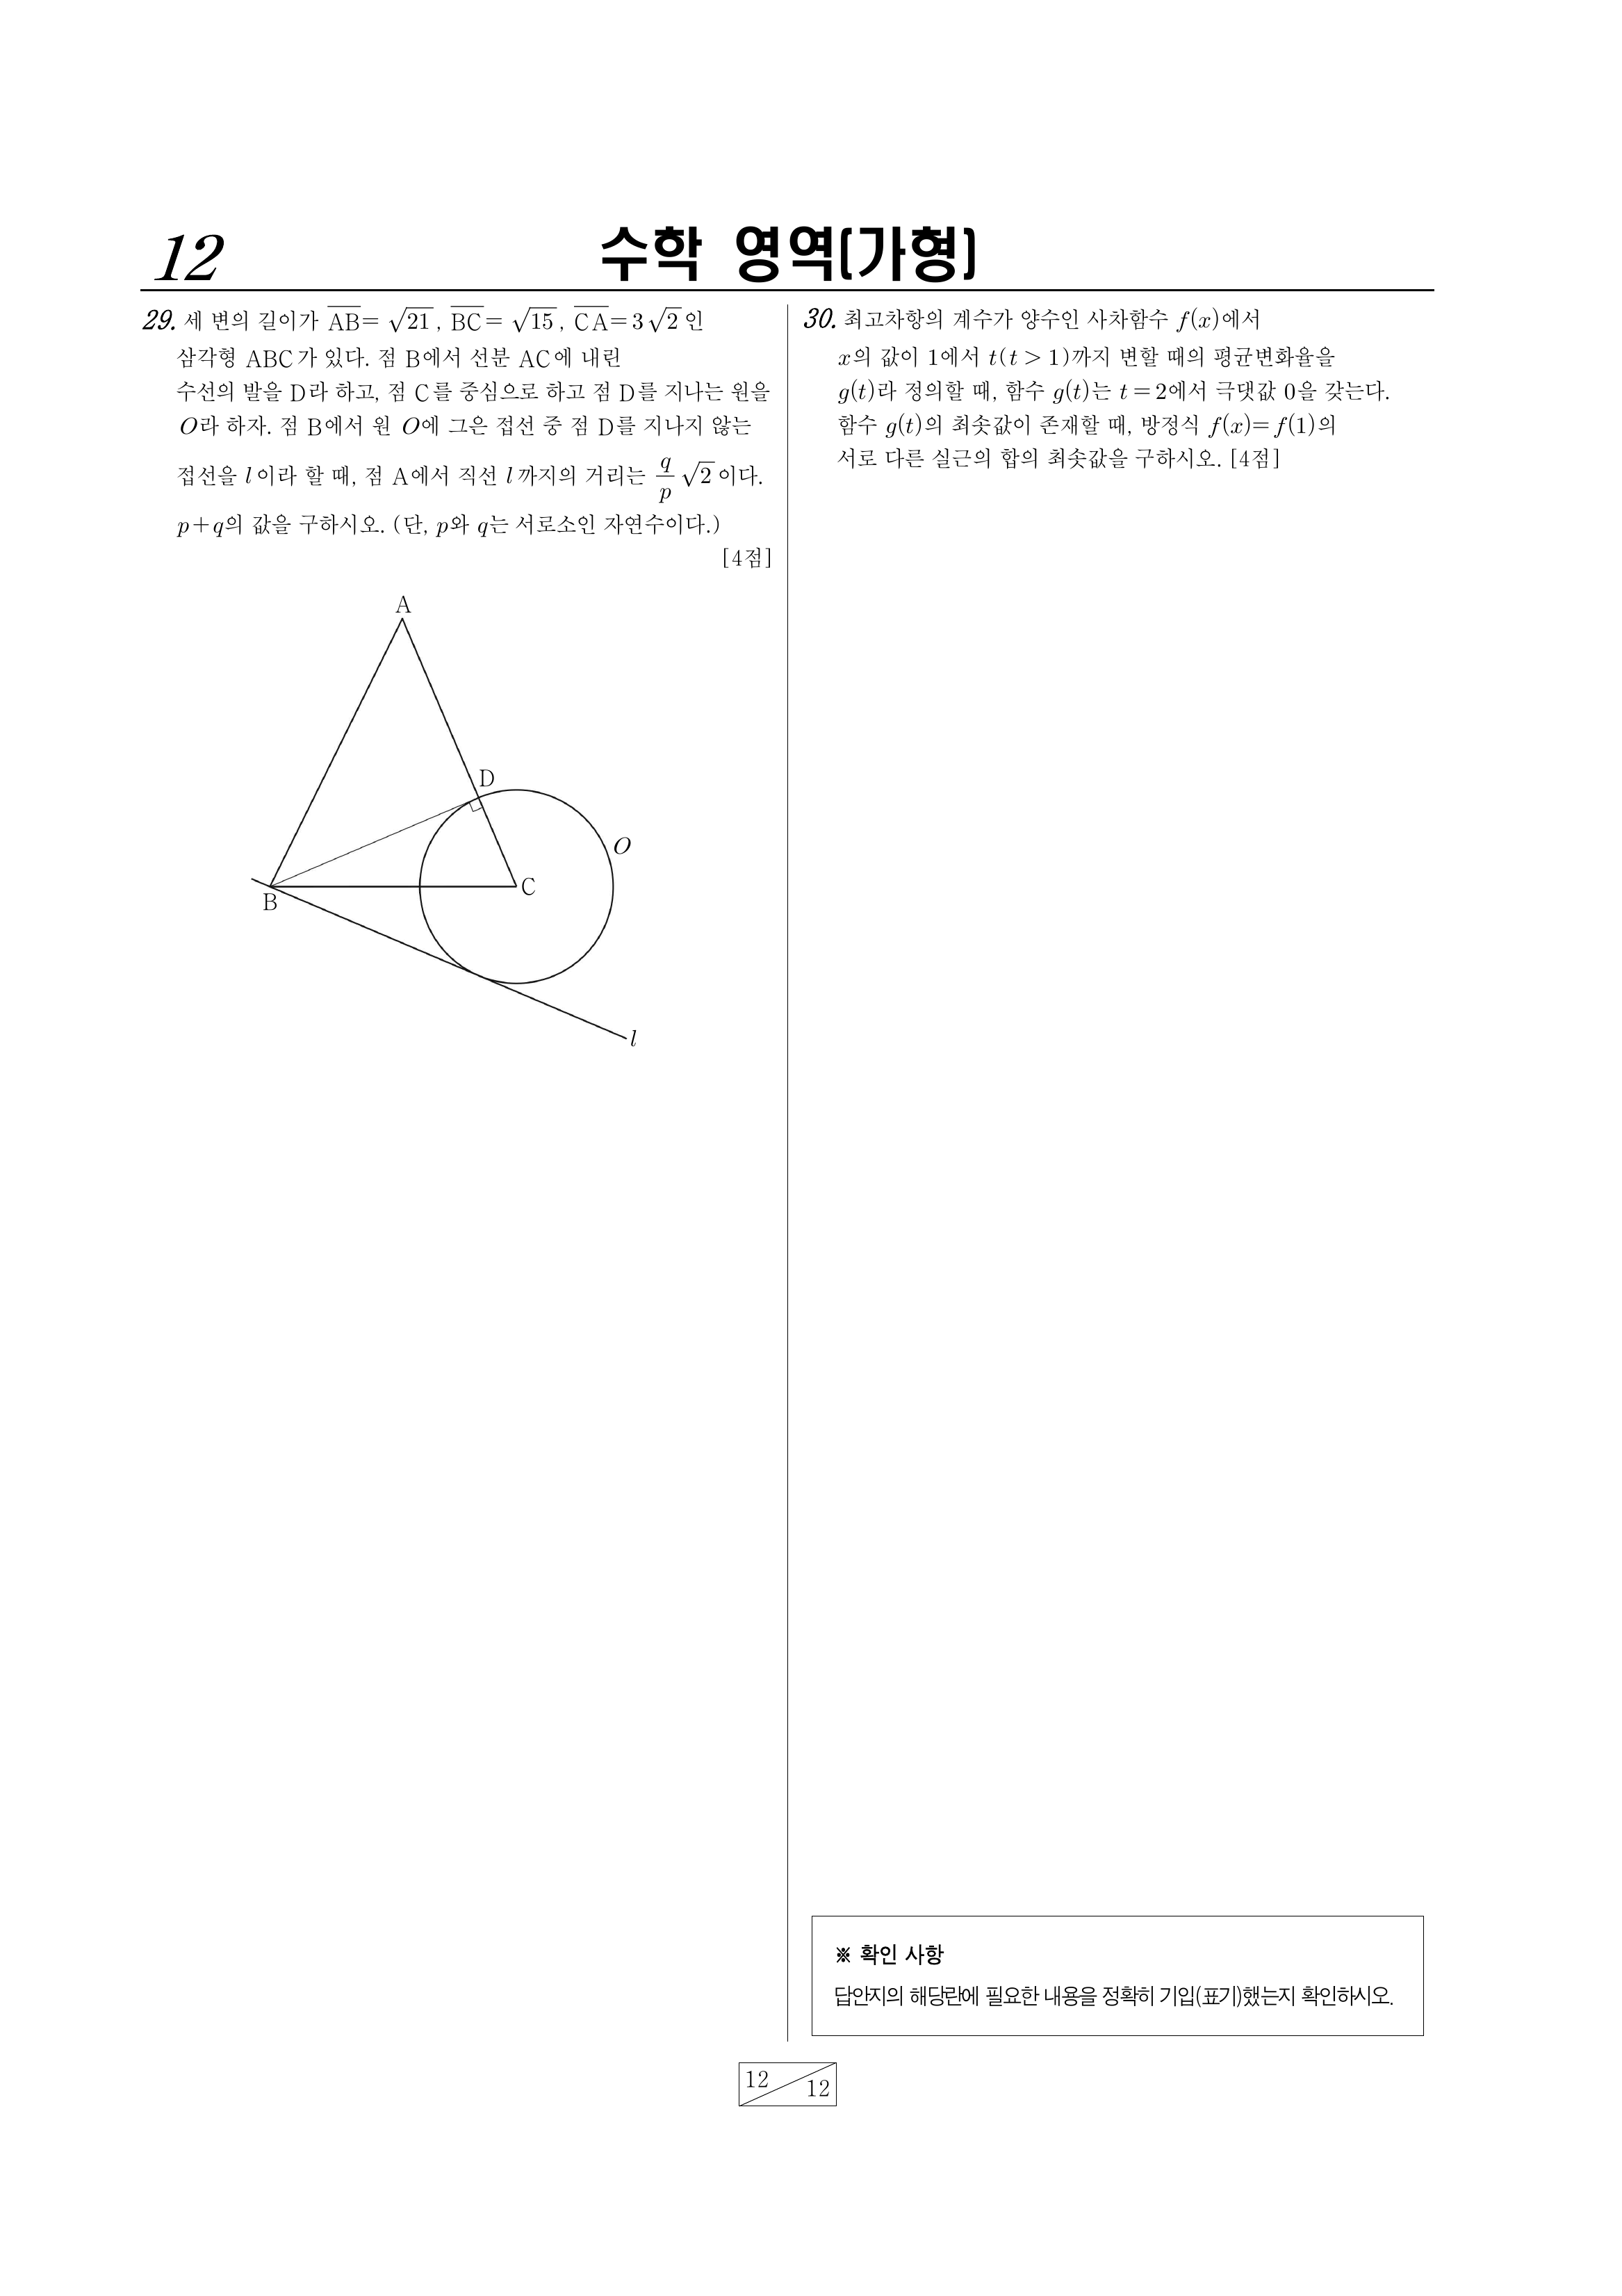 12
수학 영역(가형)
29. 세 변의 길이가 AB= √21 , BC= √15 , CA=3√2 인
삼각형 ABC가 있다. 점 B에서 선분 AC에 내린
수선의 발을 D라 하고, 점 C를 중심으로 하고 점 D를 지나는 원을
O라 하자. 점 B에서 원 O에 그은 접선 중 점 D를 지나지 않는
접선을 l이라 할 때, 점 A에서 직선 l까지의 거리는 q/p √2 이다.
p+q의 값을 구하시오. (단, p와 q는 서로소인 자연수이다.)
[4점]
A
D
O
B
C
l
30. 최고차항의 계수가 양수인 사차함수 f(x)에서
x의 값이 1에서 t(t > 1)까지 변할 때의 평균변화율을
g(t)라 정의할 때, 함수 g(t)는 t = 2에서 극댓값 0을 갖는다.
함수 g(t)의 최솟값이 존재할 때, 방정식 f(x)=f(1)의
서로 다른 실근의 합의 최솟값을 구하시오. [4점]
※ 확인 사항
답안지의 해당란에 필요한 내용을 정확히 기입(표기)했는지 확인하시오.
12
12